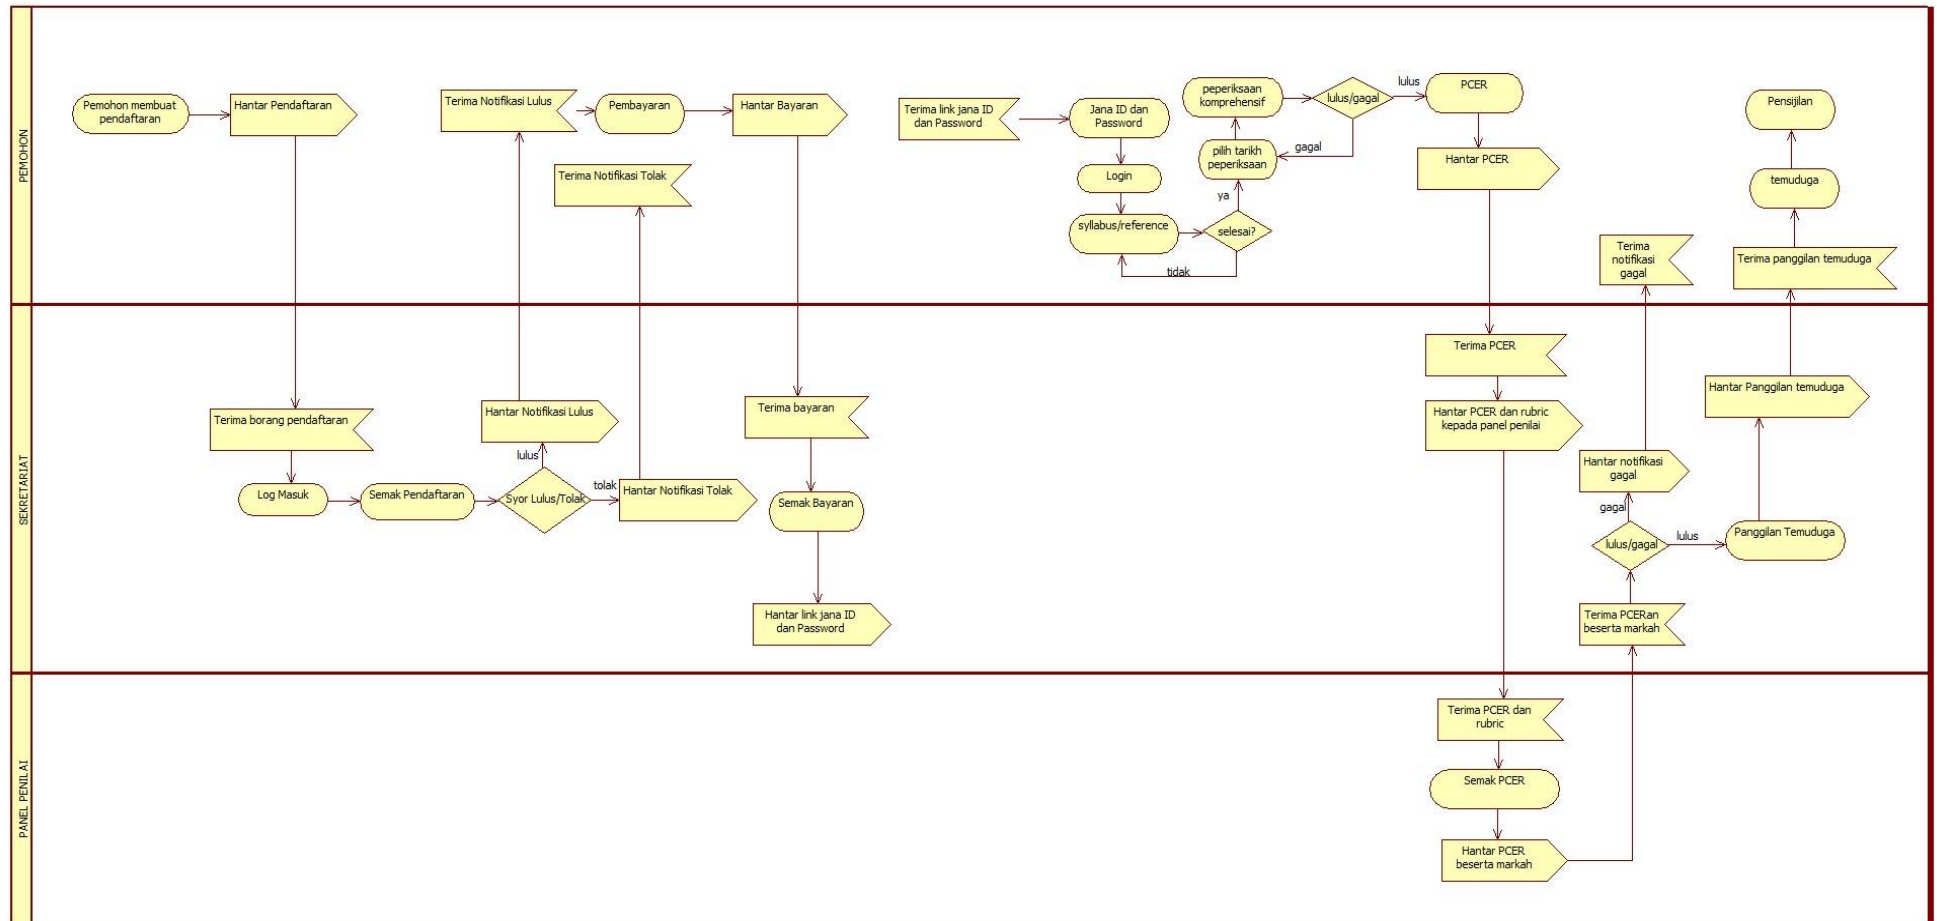 PEMOHON
Pemohon membuat
pendaftaran
Hantar Pendaftaran
Terima Notifikasi Lulus
Pembayaran
Hantar Bayaran
Terima Notifikasi Tolak
Terima link jana ID
dan Password
Jana ID dan
Password
Login
syllabus/reference
selesai?
tidak
ya
pilih tarikh
peperiksaan
peperiksaan
komprehensif
lulus/gagal
gagal
lulus
PCER
Hantar PCER
Terima
notifikasi
gagal
Terima panggilan temuduga
temuduga
Pensijilan
SEKRETARIAT
Terima borang pendaftaran
Log Masuk
Semak Pendaftaran
Syor Lulus/Tolak
lulus
Hantar Notifikasi Lulus
tolak
Hantar Notifikasi Tolak
Terima bayaran
Semak Bayaran
Hantar link jana ID
dan Password
Terima PCER
Hantar PCER dan rubric
kepada panel penilai
Hantar notifikasi
gagal
gagal
lulus/gagal
lulus
Terima PCERan
beserta markah
Panggilan Temuduga
Hantar Panggilan temuduga
PANEL PENILAI
Terima PCER dan
rubric
Semak PCER
Hantar PCER
beserta markah